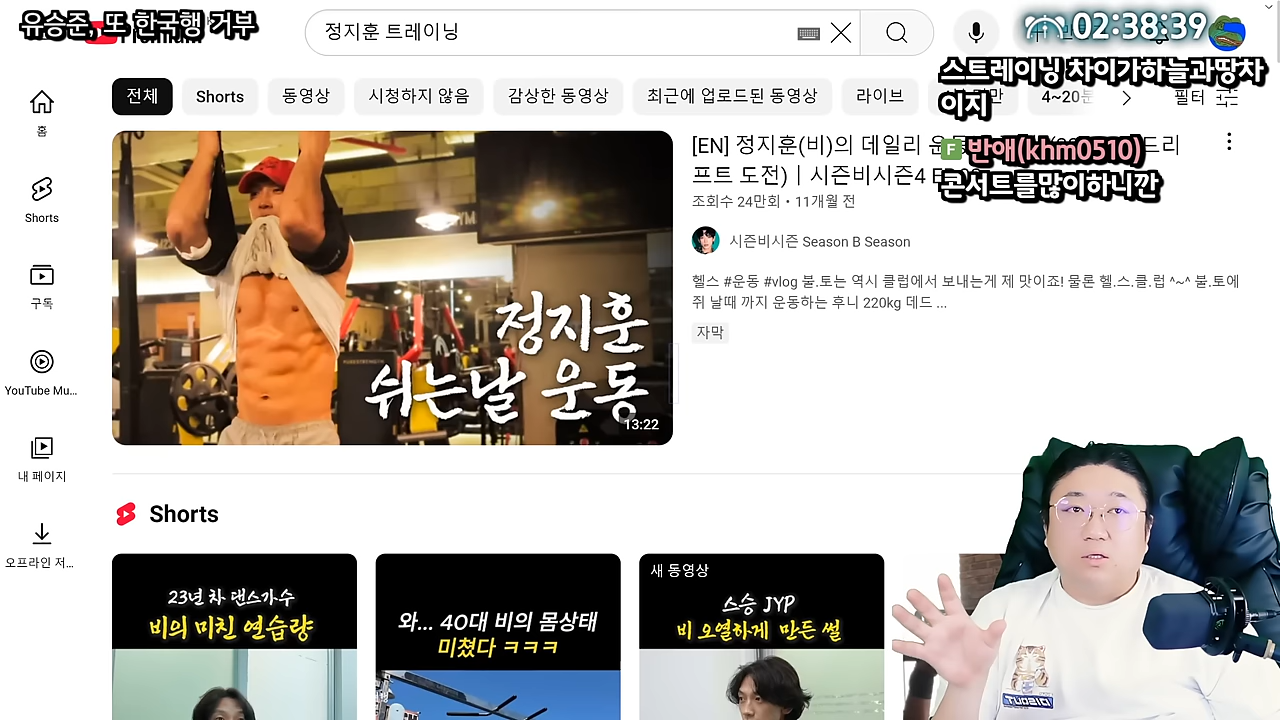 유승준, 또 한국행 거부
정지훈 트레이닝
02:38:39
스트레이닝 차이가하늘과땅차
이지
F 반애(khm0510)
콘서트를많이하니깐
전체
Shorts
동영상
시청하지 않음
감상한 동영상
최근에 업로드된 동영상
라이브
4~20분
필터
홈
Shorts
구독
YouTube Mu...
내 페이지
오프라인 저...
정지훈
쉬는날 운동
13:22
[EN] 정지훈(비)의 데일리
프트 도전)ㅣ시즌비시즌4
조회수 24만회 • 11개월 전
시즌비시즌 Season B Season
헬스 #운동 #vlog 불.토는 역시 클럽에서 보내는게 제 맛이죠! 물론 헬.스.클.럽 ^~^ 불.토에
쥐 날때 까지 운동하는 후니 220kg 데드 ...
자막
Shorts
23년 차 댄스가수
비의 미친 연습량
와... 40대 비의 몸상태
미쳤다 ㅋㅋㅋ
새 동영상
스승 JYP
비 오열하게 만든 썰